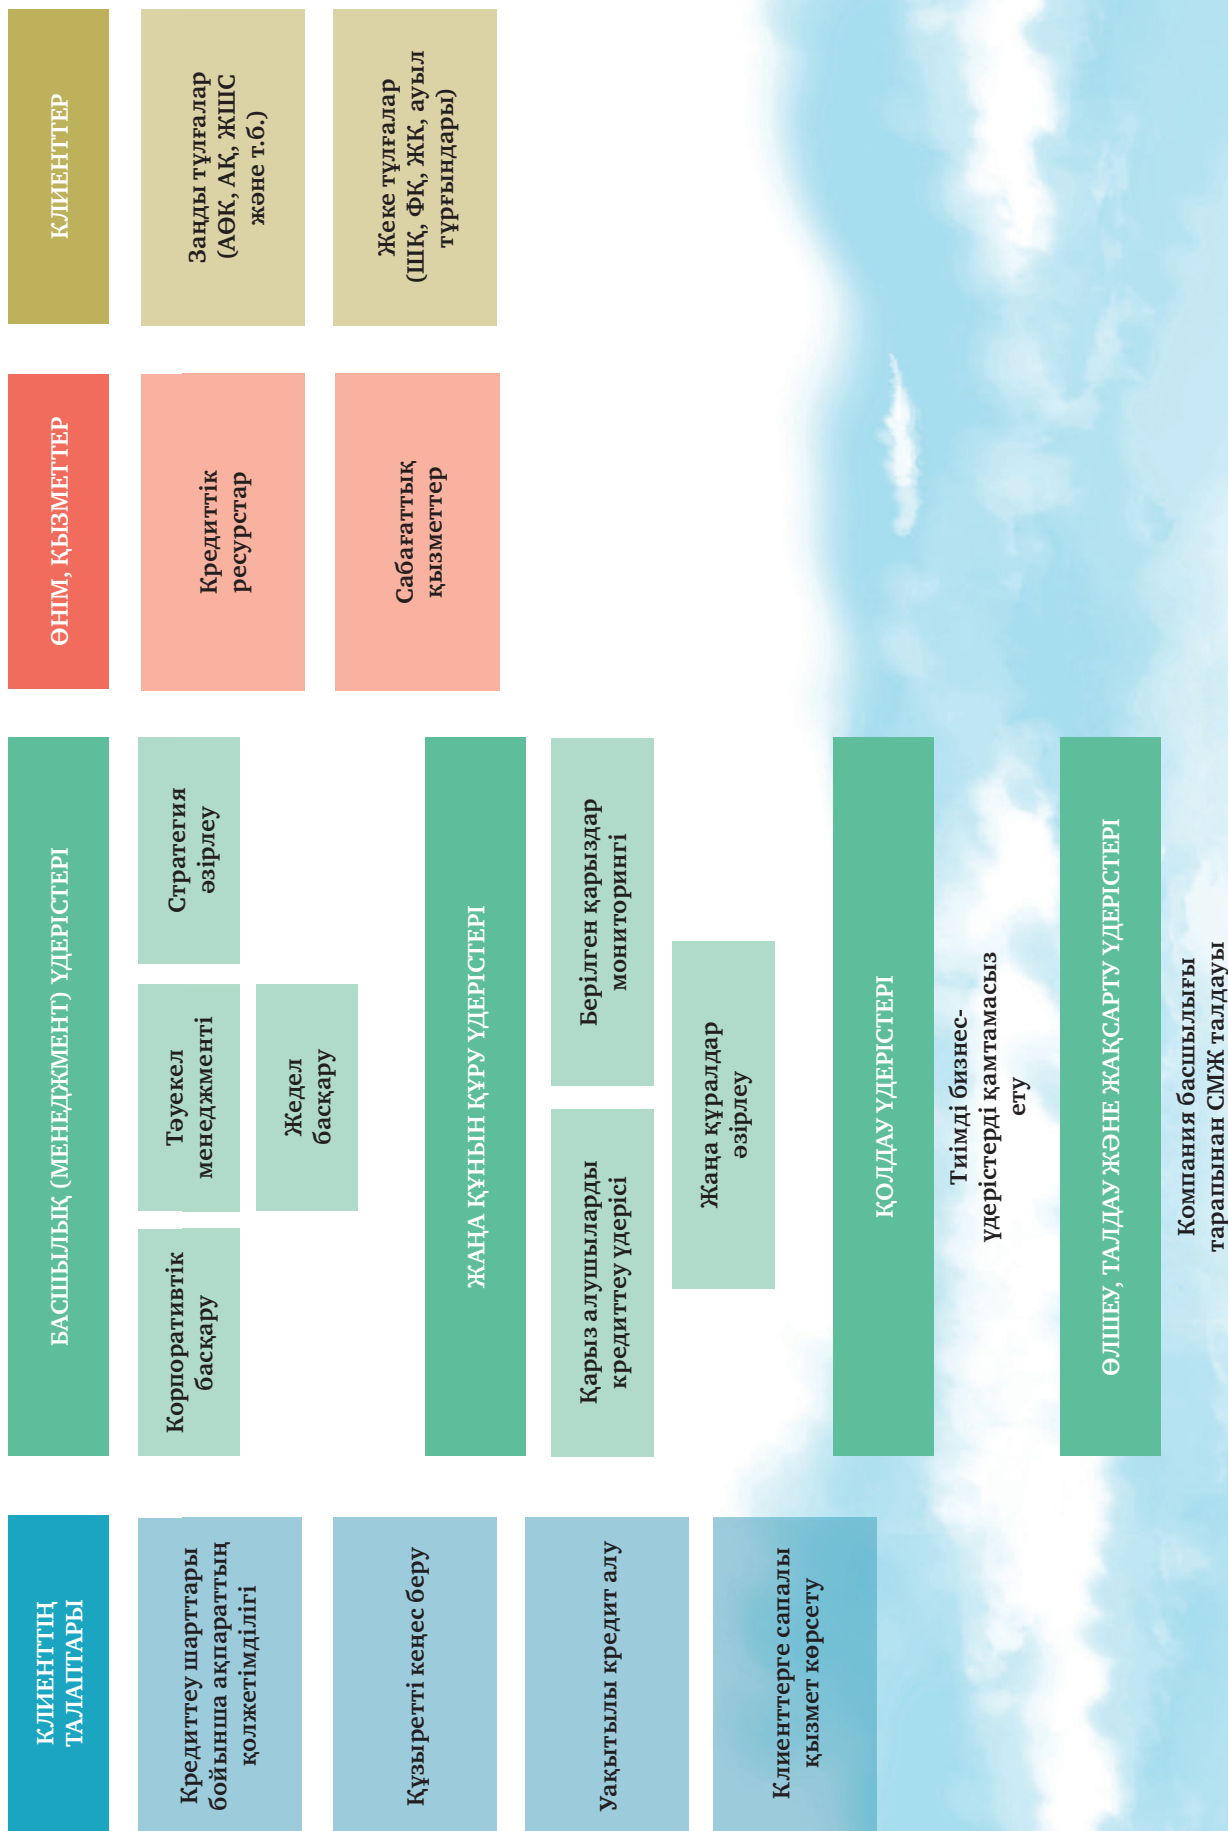 КЛИЕНТТІҢ
ТАЛАПТАРЫ
Кредиттеу шарттары
бойынша ақпараттың
қолжетімділігі
Құзыретті кеңес беру
Уақытылы кредит алу
Клиенттерге сапалы
қызмет көрсету
БАСШЫЛЫҚ (МЕНЕДЖМЕНТ) ҮДЕРІСТЕРІ
Корпоративтік
басқару
Тәуекел
менеджменті
Стратегия
әзірлеу
Жедел
басқару
ЖАҢА ҚҰНЫН ҚҰРУ ҮДЕРІСТЕРІ
Қарыз алушыларды
кредиттеу үдерісі
Берілген қарыздар
мониторингі
Жаңа құралдар
әзірлеу
ҚОЛДАУ ҮДЕРІСТЕРІ
Тиімді бизнес-
үдерістерді қамтамасыз
ету
ӨЛШЕУ, ТАЛДАУ ЖӘНЕ ЖАҚСАРТУ ҮДЕРІСТЕРІ
Компания басшылығы
тарапынан СМЖ талдауы
ӨНІМ, ҚЫЗМЕТТЕР
Кредиттік
ресурстар
Сабағаттық
қызметтер
КЛИЕНТТЕР
Заңды тұлғалар
(АӨК, АҚ, ЖШС
және т.б.)
Жеке тұлғалар
(ШҚ, ФҚ, ЖК, ауыл
тұрғындары)